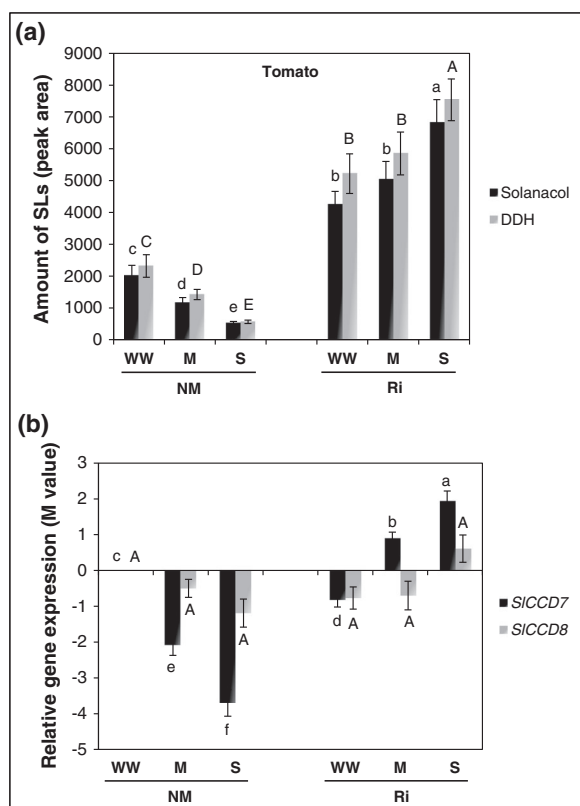 (a)
9000
8000
7000
6000
5000
4000
3000
2000
1000
0
Amount of SLs (peak area)
Tomato
c C
d D
e E
b B
b B
a A
Solanacol
DDH
WW M S WW M S
NM Ri
(b)
3
2
1
0
-1
-2
-3
-4
-5
Relative gene expression (M value)
c A
e A
f A
d A
b A
a A
SlCCD7
SlCCD8
WW M S WW M S
NM Ri